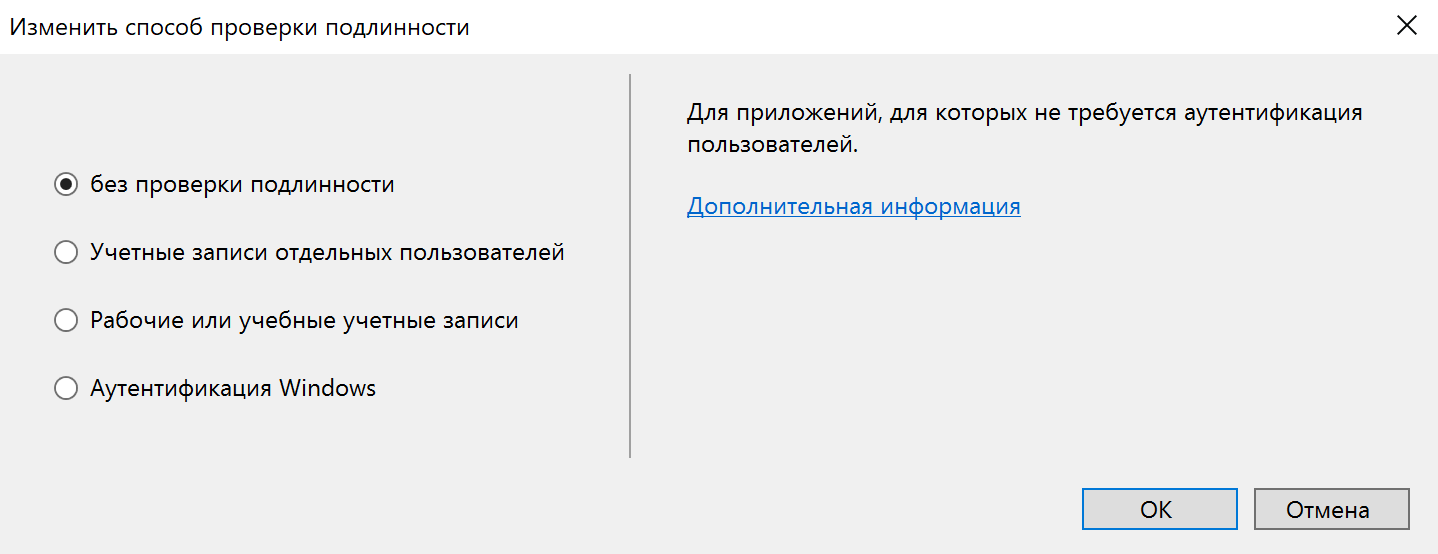 Изменить способ проверки подлинности
без проверки подлинности
Учетные записи отдельных пользователей
Рабочие или учебные учетные записи
Аутентификация Windows
Для приложений, для которых не требуется аутентификация
пользователей.
Дополнительная информация
ОК
Отмена